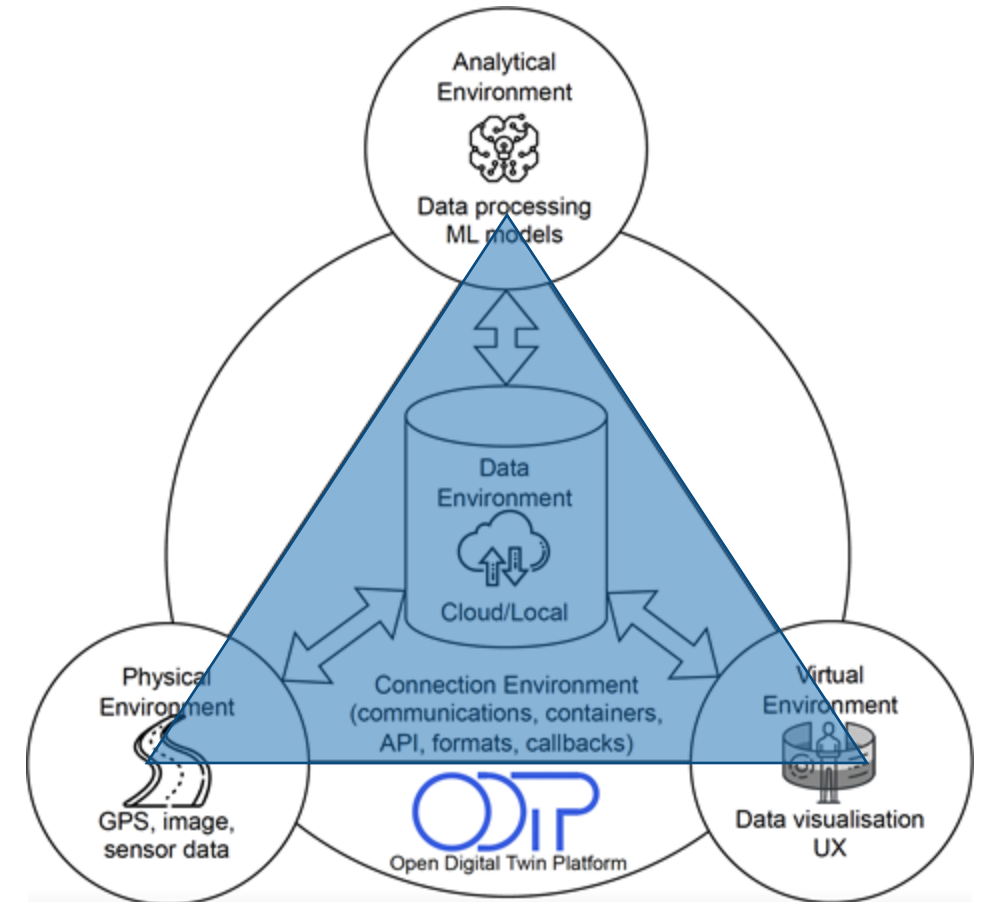 Analytical
Environment
Data processing
ML models
Data
Environment
Cloud/Local
Physical
Environment
GPS, image,
sensor data
Connection Environment
(communications, containers,
API, formats, callbacks)
Virtual
Environment
Data visualisation
UX
ODTP
Open Digital Twin Platform